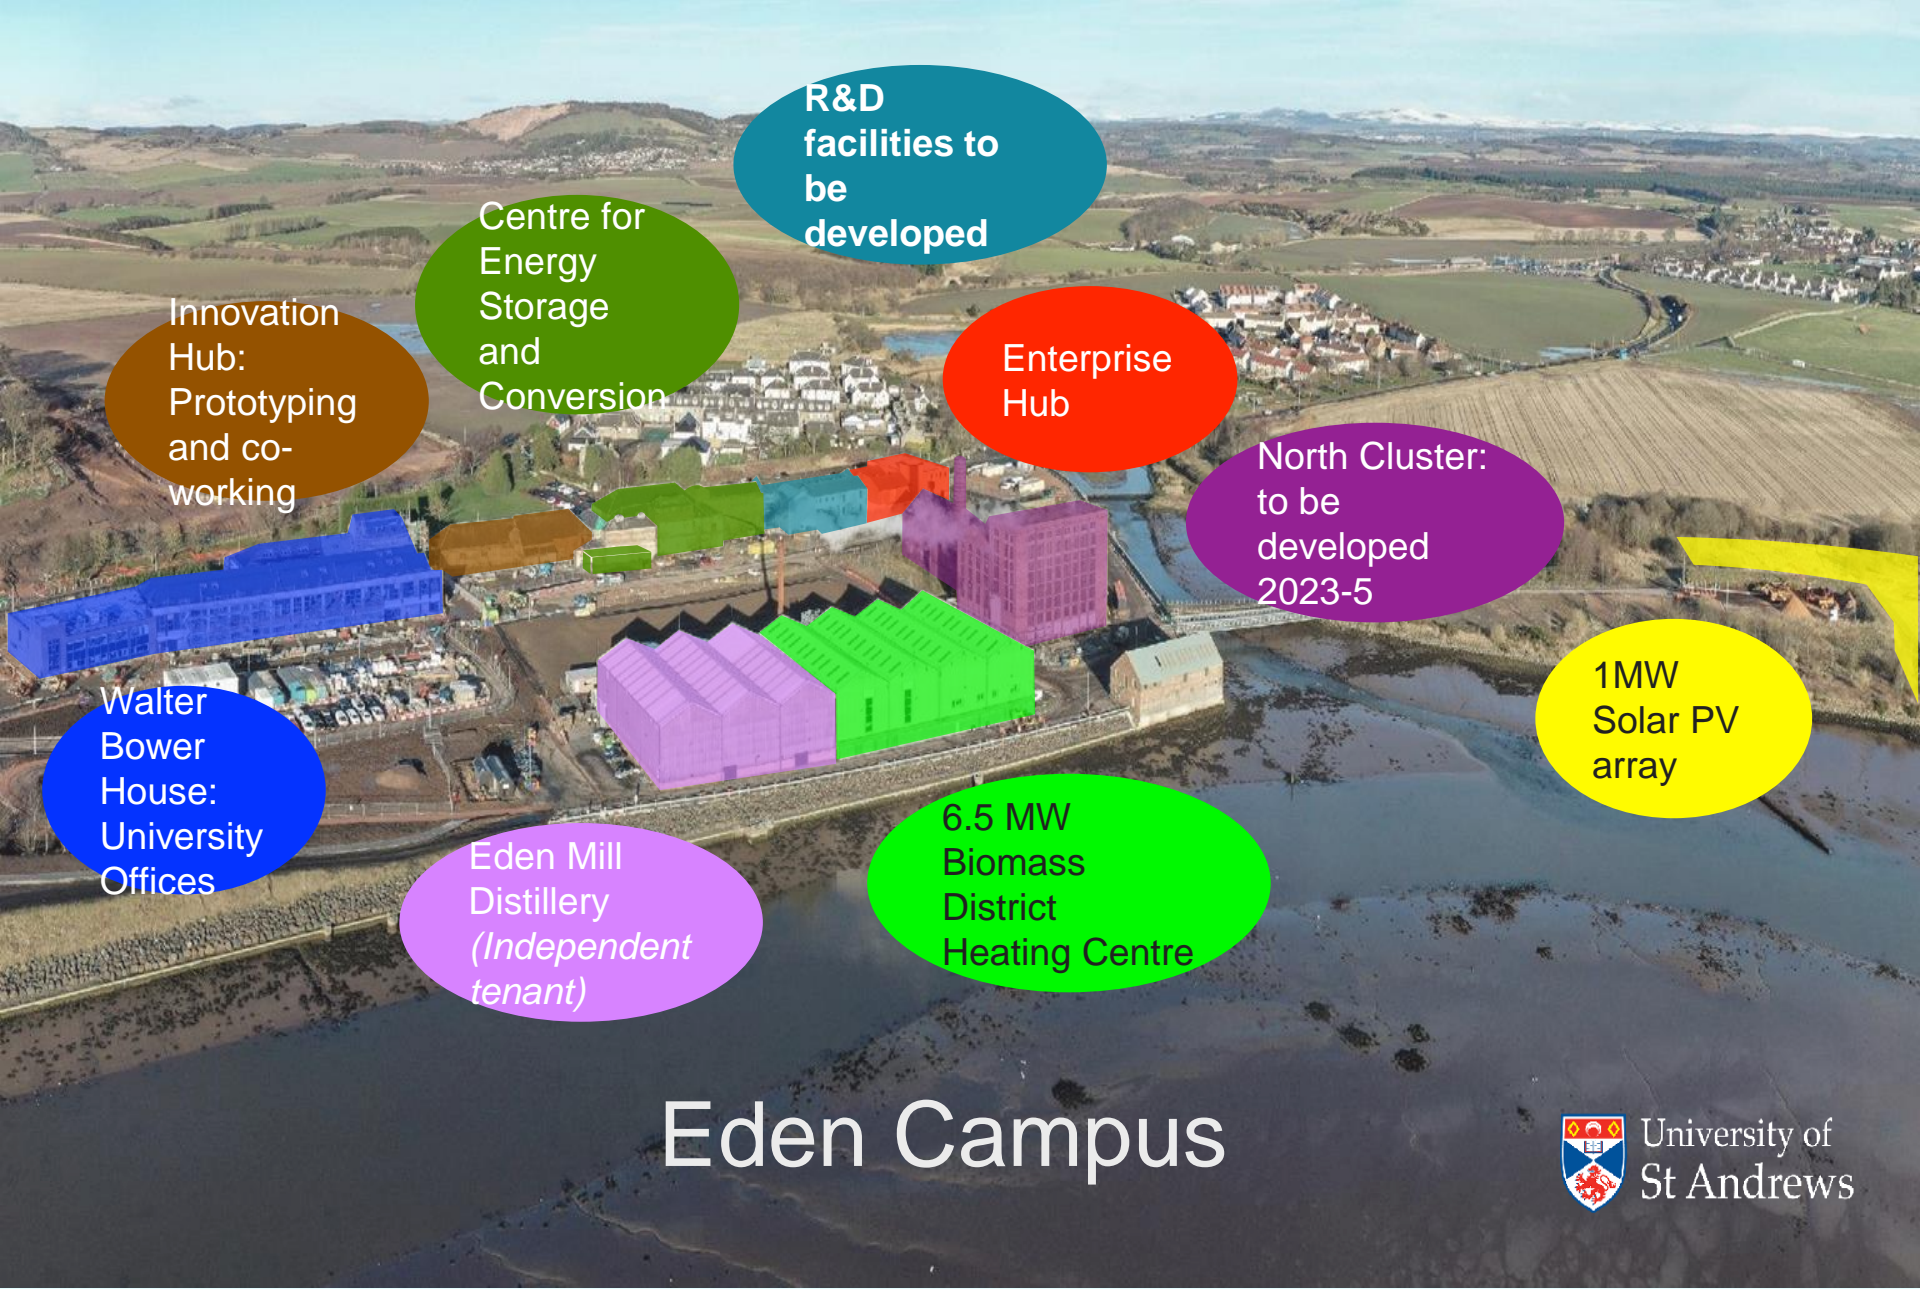 R&D
facilities to
be
developed
Centre for
Energy
Storage
and
Conversion
Innovation
Hub:
Prototyping
and co-
working
Enterprise
Hub
North Cluster:
to be
developed
2023-5
1MW
Solar PV
array
Walter
Bower
House:
University
Offices
Eden Mill
Distillery
(Independent
tenant)
6.5 MW
Biomass
District
Heating Centre
Eden Campus
University of
St Andrews